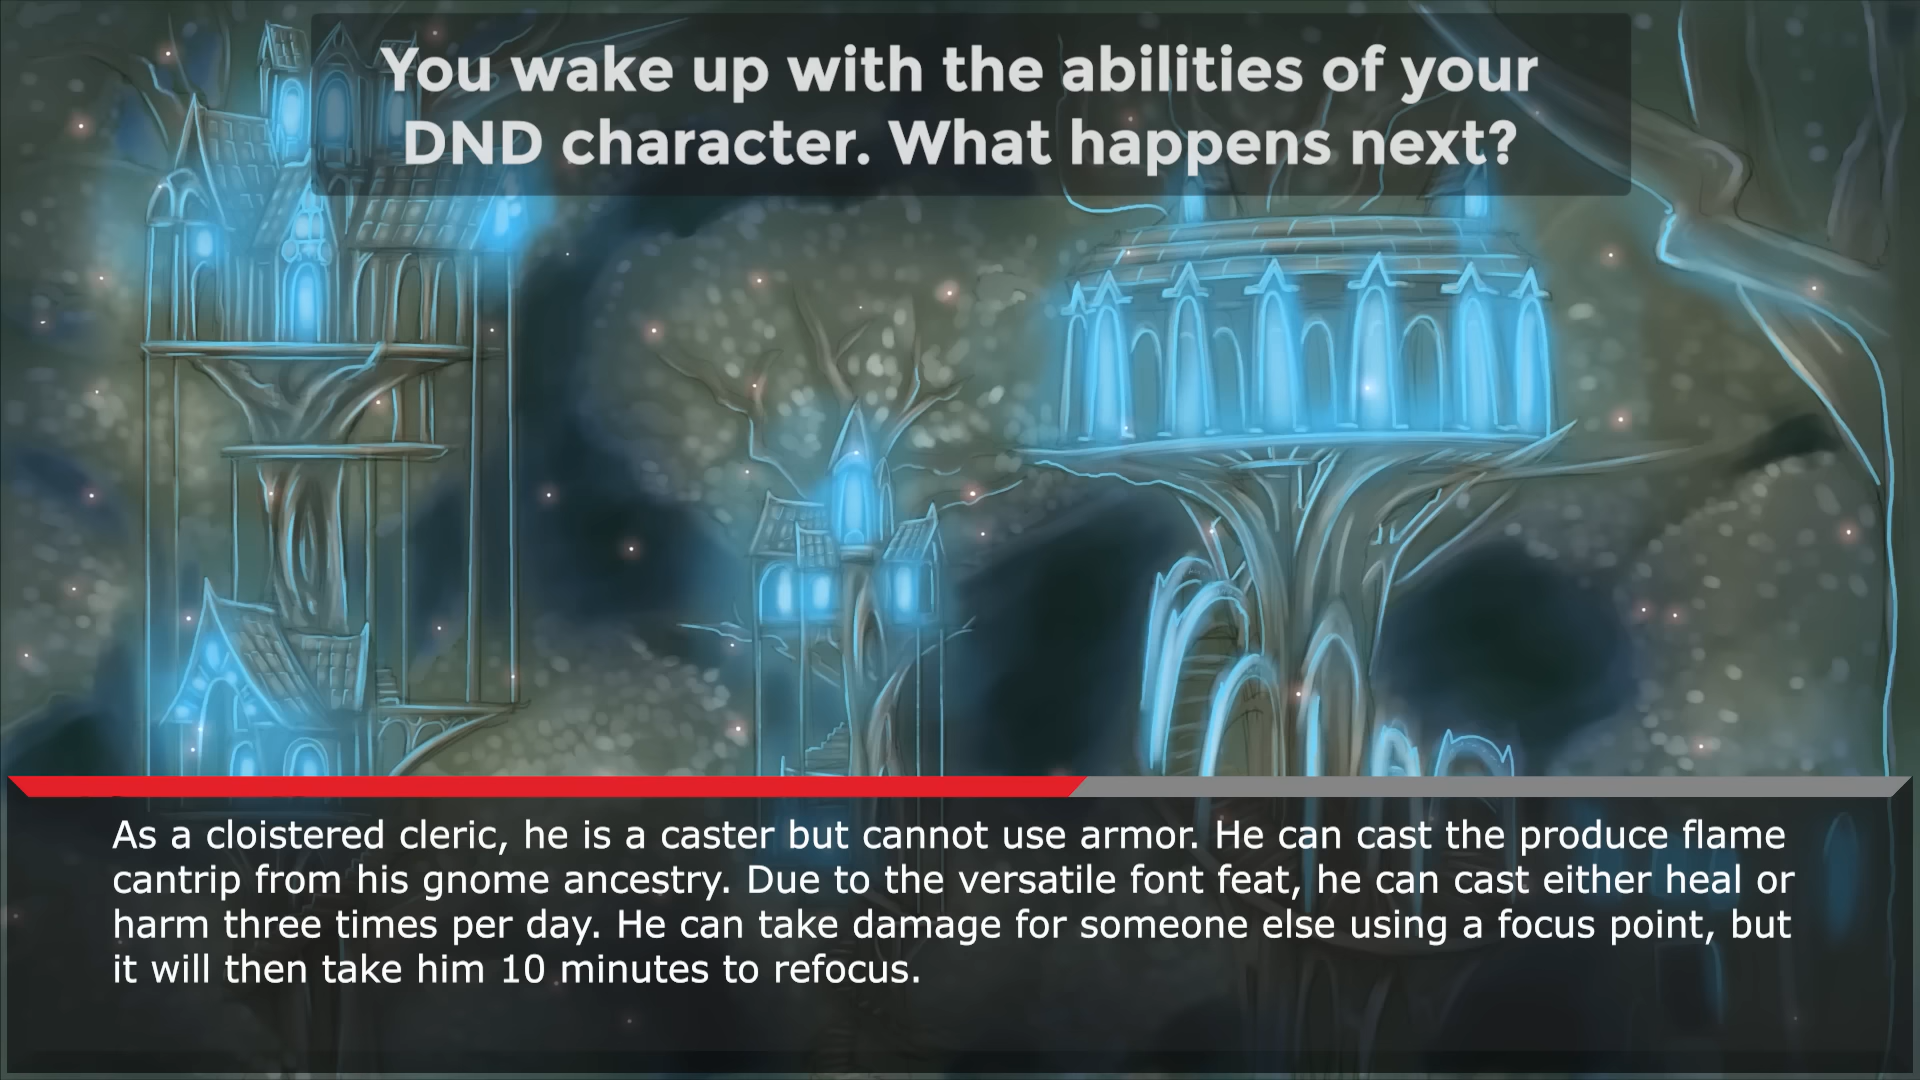 You wake up with the abilities of your
DND character. What happens next?
As a cloistered cleric, he is a caster but cannot use armor. He can cast the produce flame
cantrip from his gnome ancestry. Due to the versatile font feat, he can cast either heal or
harm three times per day. He can take damage for someone else using a focus point, but
it will then take him 10 minutes to refocus.